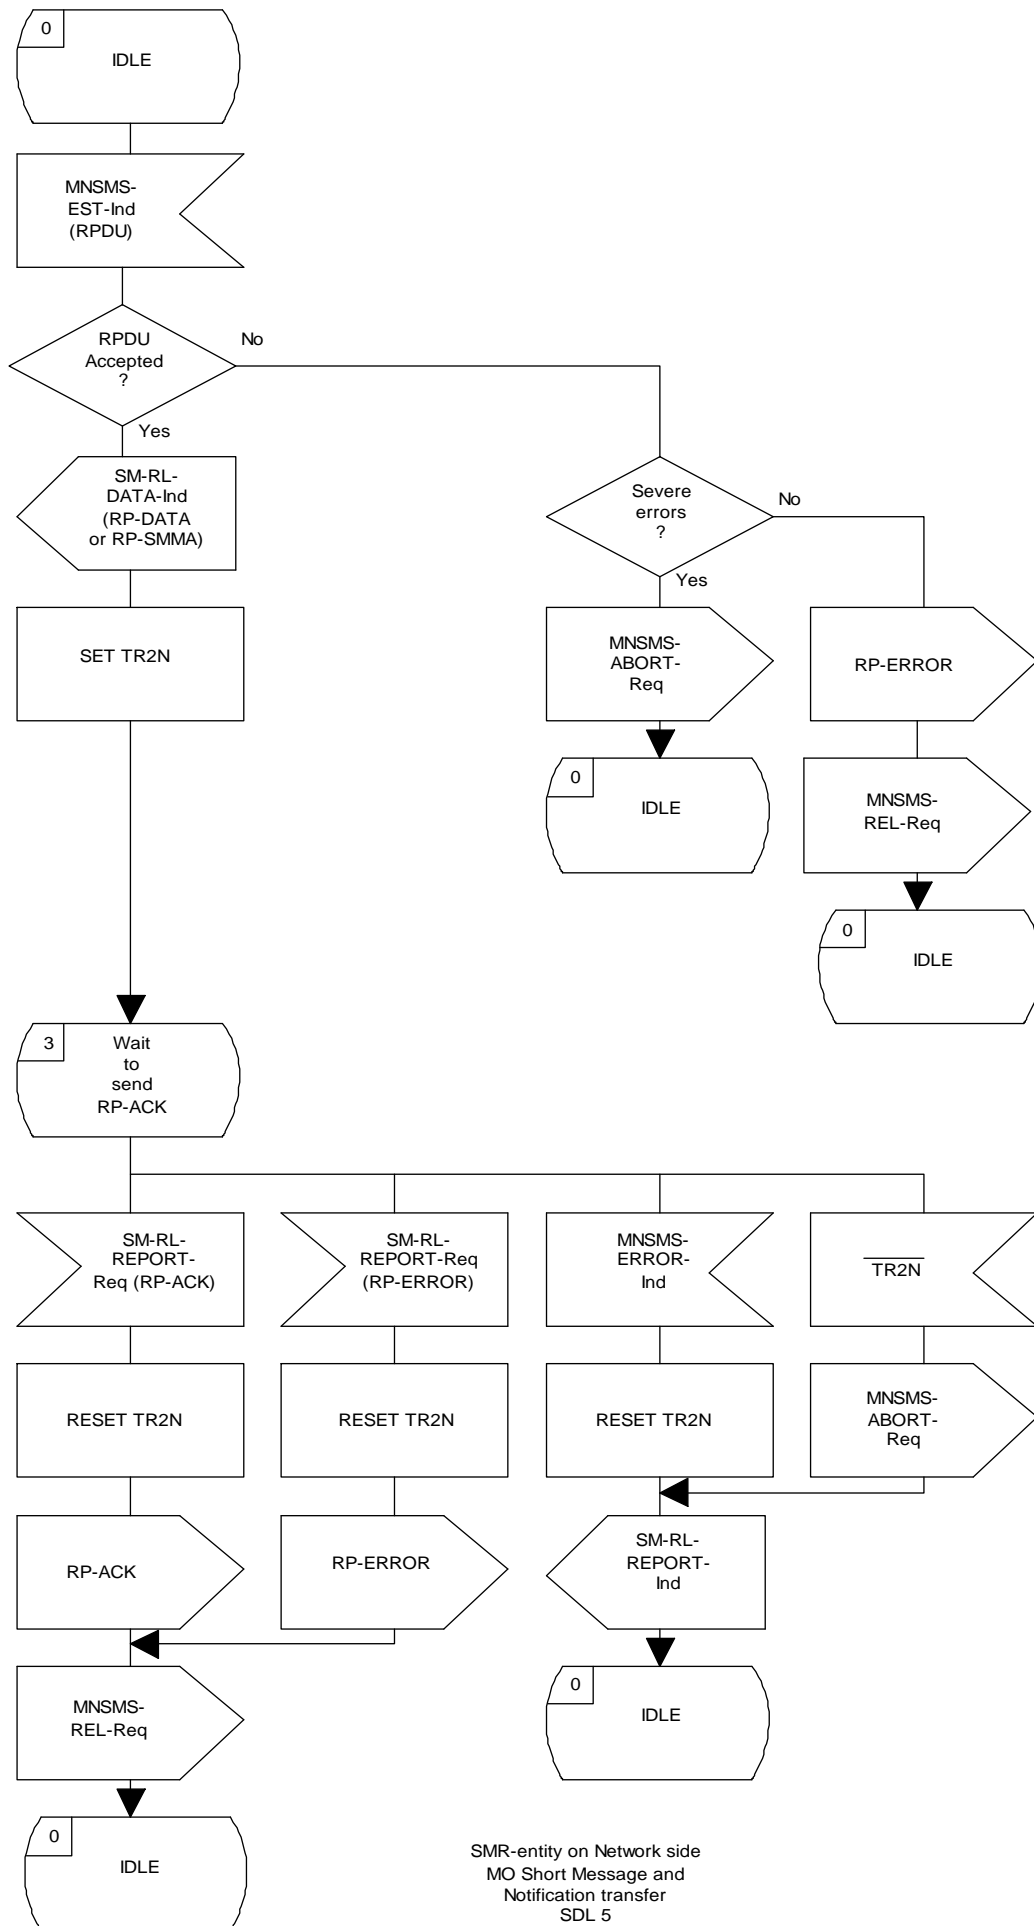 0
IDLE
MNSMS-
EST-Ind
(RPDU)
RPDU
Accepted
?
No
Yes
SM-RL-
DATA-Ind
(RP-DATA
or RP-SMMA)
Severe
errors
?
No
Yes
SET TR2N
MNSMS-
ABORT-
Req
RP-ERROR
0
IDLE
MNSMS-
REL-Req
0
IDLE
3
Wait
to
send
RP-ACK
SM-RL-
REPORT-
Req (RP-ACK)
SM-RL-
REPORT-Req
(RP-ERROR)
MNSMS-
ERROR-
Ind
TR2N
RESET TR2N
RESET TR2N
RESET TR2N
MNSMS-
ABORT-
Req
RP-ACK
RP-ERROR
SM-RL-
REPORT-
Ind
MNSMS-
REL-Req
0
IDLE
0
IDLE
SMR-entity on Network side
MO Short Message and
Notification transfer
SDL 5